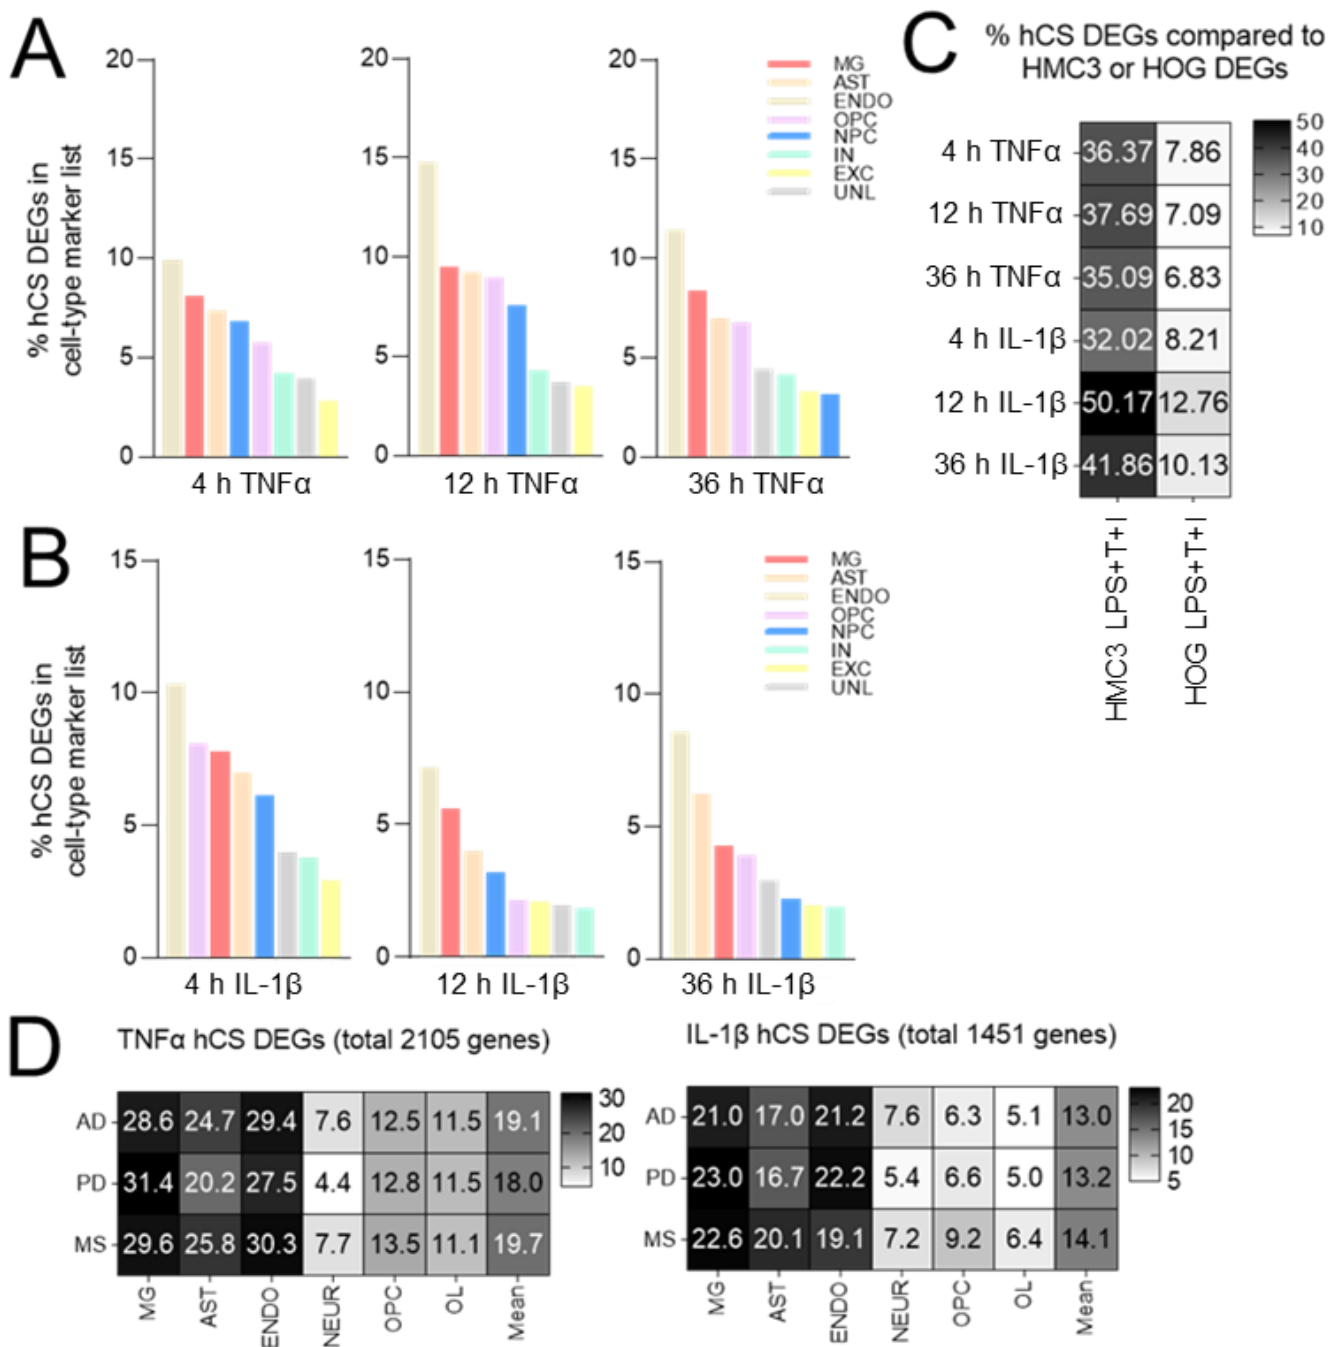 A
% hCS DEGs in
cell-type marker list
20
15
10
5
0
4 h TNFα
20
15
10
5
0
12 h TNFα
20
15
10
5
0
36 h TNFα
MG
AST
ENDO
OPC
NPC
IN
EXC
UNL
C
% hCS DEGs compared to
HMC3 or HOG DEGs
4 h TNFα 36.37 7.86
12 h TNFα 37.69 7.09
36 h TNFα 35.09 6.83
4 h IL-1β 32.02 8.21
12 h IL-1β 50.17 12.76
36 h IL-1β 41.86 10.13
HMC3 LPS+T+I
HOG LPS+T+I
50
40
30
20
10
B
% hCS DEGs in
cell-type marker list
15
10
5
0
4 h IL-1β
15
10
5
0
12 h IL-1β
15
10
5
0
36 h IL-1β
MG
AST
ENDO
OPC
NPC
IN
EXC
UNL
D
TNFα hCS DEGs (total 2105 genes)
AD 28.6 24.7 29.4 7.6 12.5 11.5 19.1
PD 31.4 20.2 27.5 4.4 12.8 11.5 18.0
MS 29.6 25.8 30.3 7.7 13.5 11.1 19.7
MG AST ENDO NEUR OPC OL Mean
30
20
10
IL-1β hCS DEGs (total 1451 genes)
AD 21.0 17.0 21.2 7.6 6.3 5.1 13.0
PD 23.0 16.7 22.2 5.4 6.6 5.0 13.2
MS 22.6 20.1 19.1 7.2 9.2 6.4 14.1
MG AST ENDO NEUR OPC OL Mean
20
15
10
5